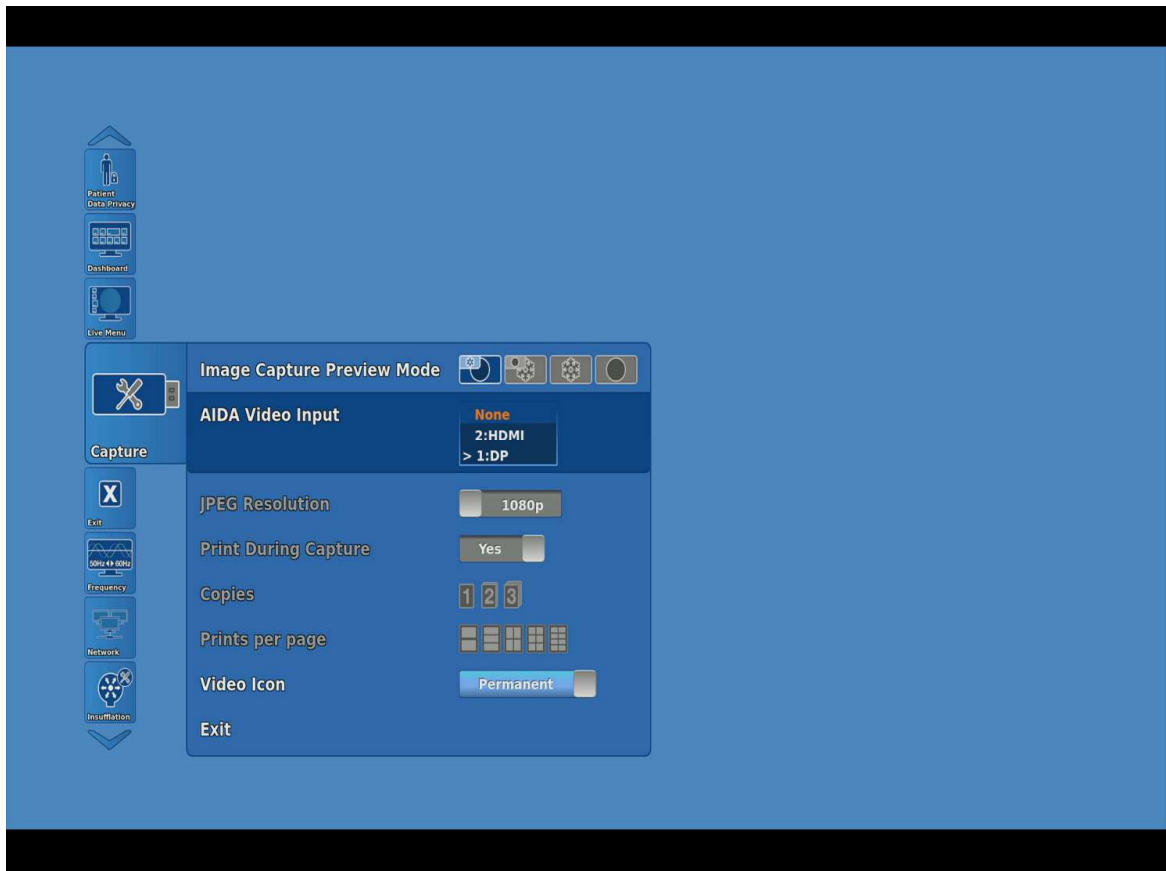 Patient
Data Privacy
Dashboard
Live Menu
Capture
Image Capture Preview Mode
AIDA Video Input
None
2:HDMI
> 1:DP
JPEG Resolution
1080p
Print During Capture
Yes
Copies
1 2 3
Prints per page
Video Icon
Permanent
Exit
X
Exit
50Hz 60Hz
Frequency
Network
Insufflation